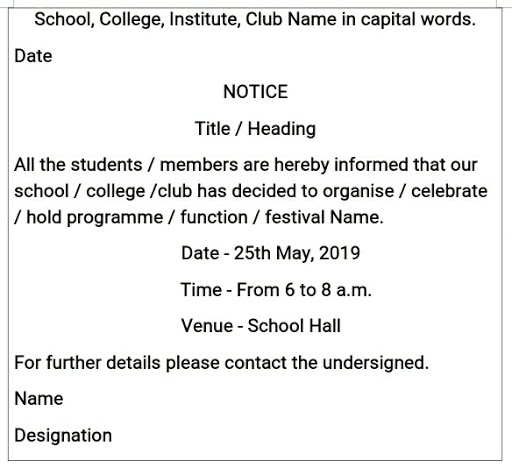 School, College, Institute, Club Name in capital words.
Date
NOTICE
Title / Heading
All the students / members are hereby informed that our
school / college /club has decided to organise / celebrate
/ hold programme / function / festival Name.
Date - 25th May, 2019
Time - From 6 to 8 a.m.
Venue - School Hall
For further details please contact the undersigned.
Name
Designation